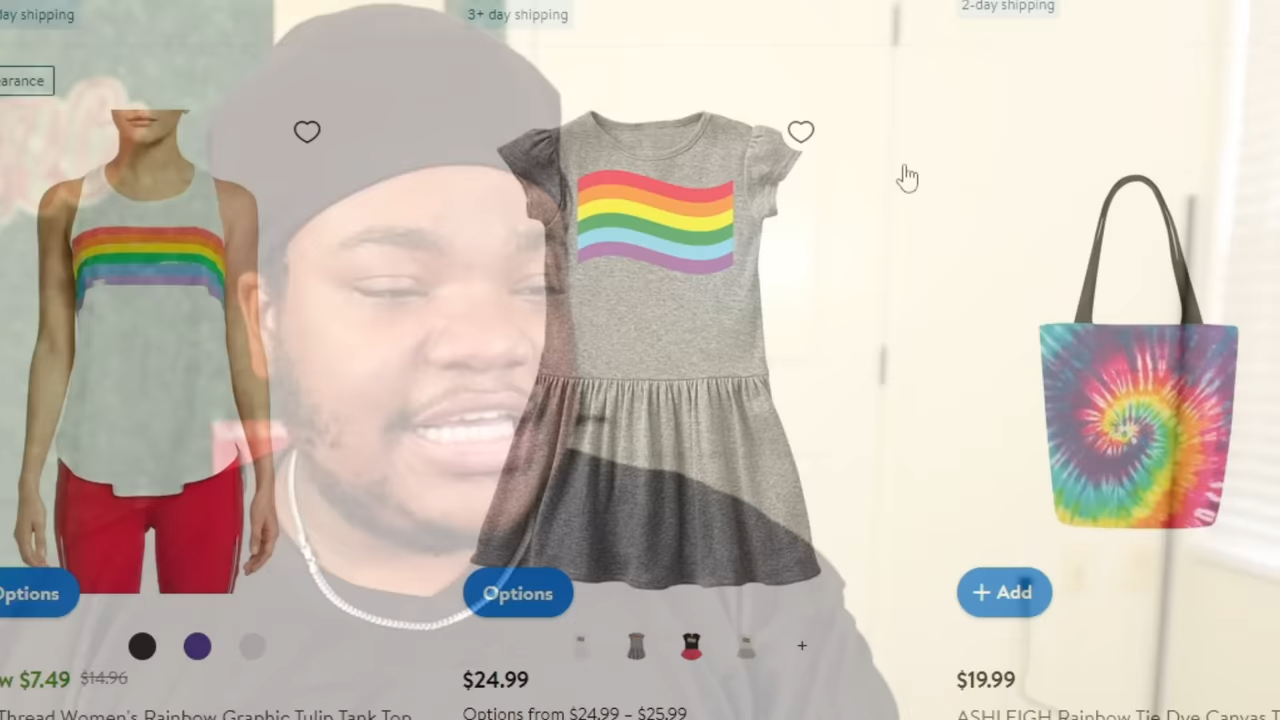 day shipping
3+ day shipping
2-day shipping
earance
Options
Options
+ Add
+
w $7.49 $14.96
$24.99
$19.99
Thread Women's Rainbow Graphic Tulip Tank Top
Options from $24.99 – $25.99
ASHLEIGH Rainbow Tie Dye Canvas T